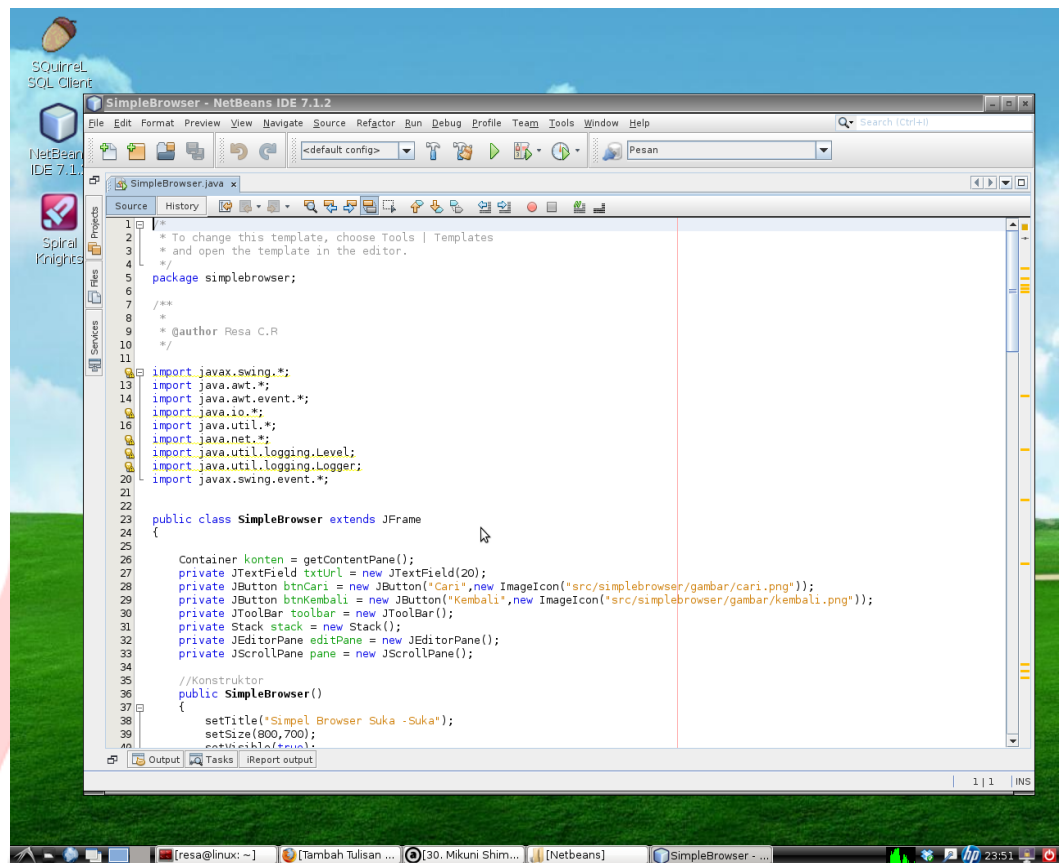 SQuirreL
SQL Client
NetBean
IDE 7.1.
Spiral
Knights
SimpleBrowser - NetBeans IDE 7.1.2
File Edit Format Preview View Navigate Source Refactor Run Debug Profile Team Tools Window Help
Search (Ctrl+I)
<default config>
Pesan
SimpleBrowser.java x
Source History
Projects
Files
Services
1 /*
2 * To change this template, choose Tools | Templates
3 * and open the template in the editor.
4 */
5 package simplebrowser;
6
7 /**
8 *
9 * @author Resa C.R
10 */
11
import javax.swing.*;
13 import java.awt.*;
14 import java.awt.event.*;
import java.io.*;
16 import java.util.*;
import java.net.*;
import java.util.logging.Level;
import java.util.logging.Logger;
20 import javax.swing.event.*;
21
22
23 public class SimpleBrowser extends JFrame
24 {
25
26 Container konten = getContentPane();
27 private JTextField txtUrl = new JTextField(20);
28 private JButton btnCari = new JButton("Cari",new ImageIcon("src/simplebrowser/gambar/cari.png"));
29 private JButton btnKembali = new JButton("Kembali",new ImageIcon("src/simplebrowser/gambar/kembali.png"));
30 private JToolBar toolbar = new JToolBar();
31 private Stack stack = new Stack();
32 private JEditorPane editPane = new JEditorPane();
33 private JScrollPane pane = new JScrollPane();
34
35 //Konstruktor
36 public SimpleBrowser()
37 {
38 setTitle("Simpel Browser Suka -Suka");
39 setSize(800,700);
40 setVisible(true);
Output Tasks iReport output
1 | 1 INS
[resa@linux: ~] [Tambah Tulisan ... [30. Mikuni Shim... [Netbeans] SimpleBrowser - ... hp 23:51